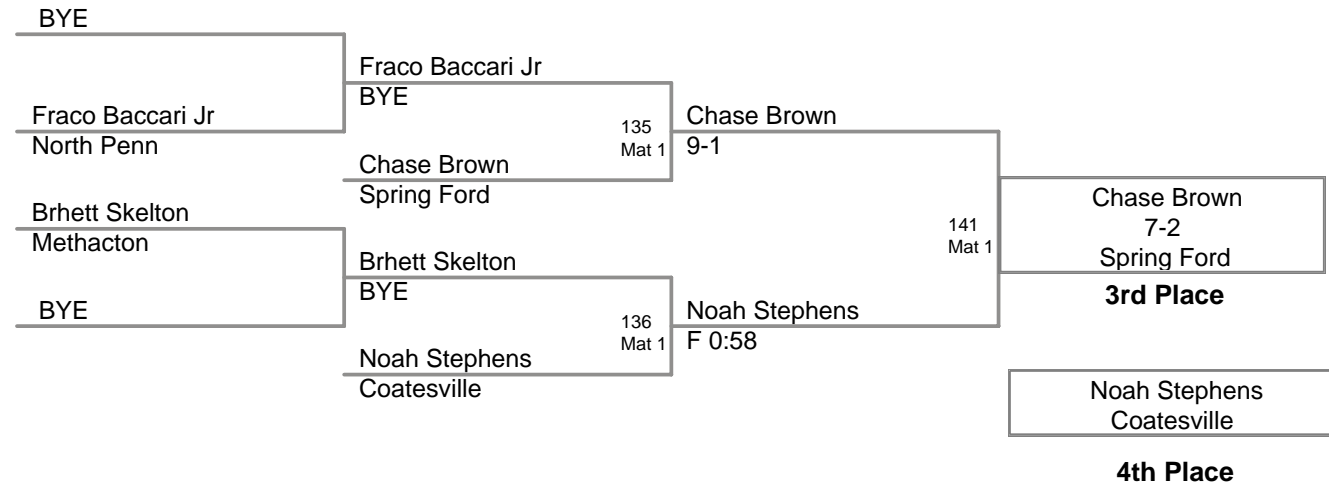 BYE
Fraco Baccari Jr
BYE
Fraco Baccari Jr
North Penn
135
Mat 1
Chase Brown
9-1
Chase Brown
Spring Ford
Brhett Skelton
Methacton
141
Mat 1
Chase Brown
7-2
Spring Ford
3rd Place
Brhett Skelton
BYE
BYE
136
Mat 1
Noah Stephens
F 0:58
Noah Stephens
Coatesville
Noah Stephens
Coatesville
4th Place